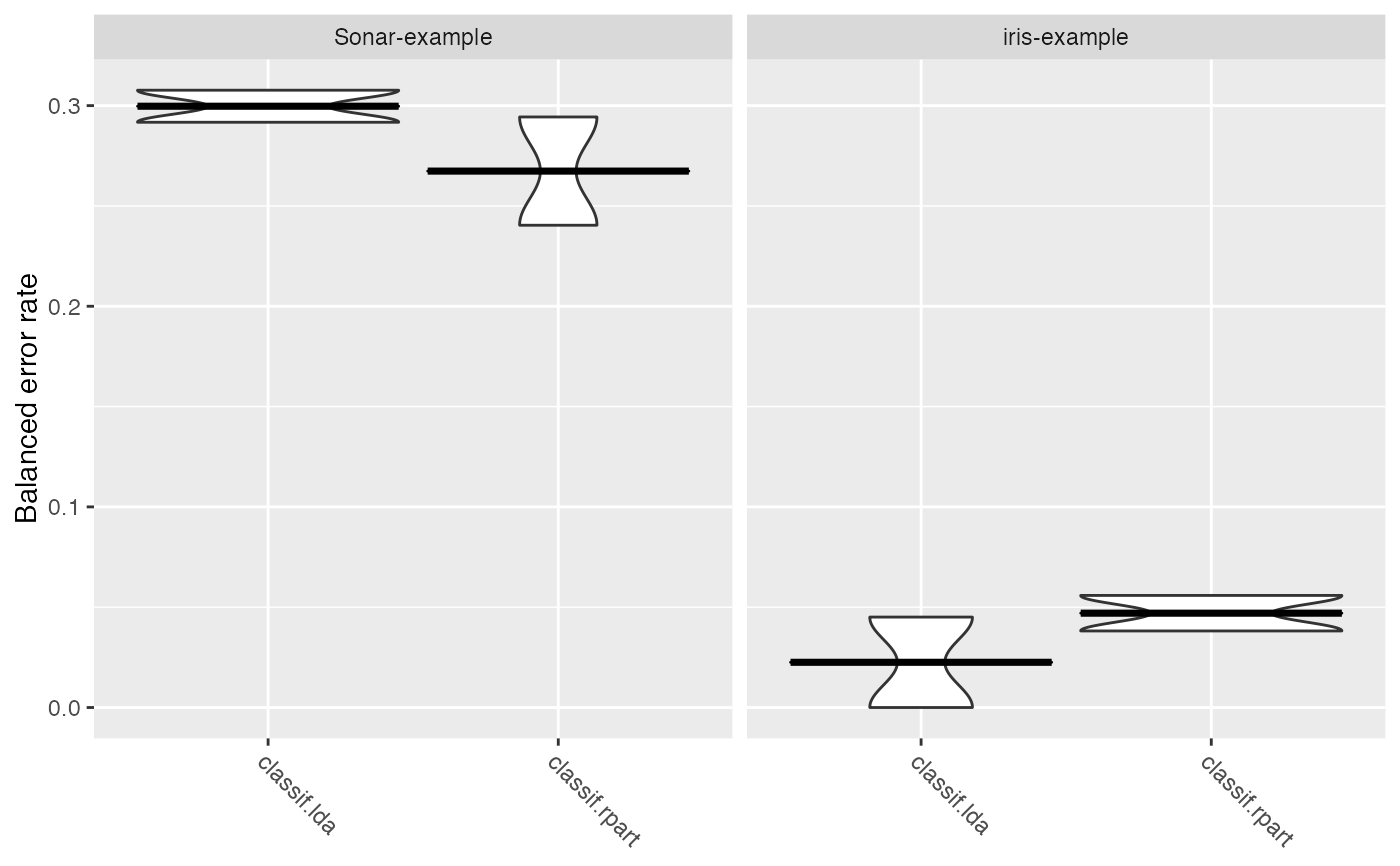 Sonar-example
iris-example
Balanced error rate
0.3
0.2
0.1
0.0
classif.lda
classif.rpart
classif.lda
classif.rpart